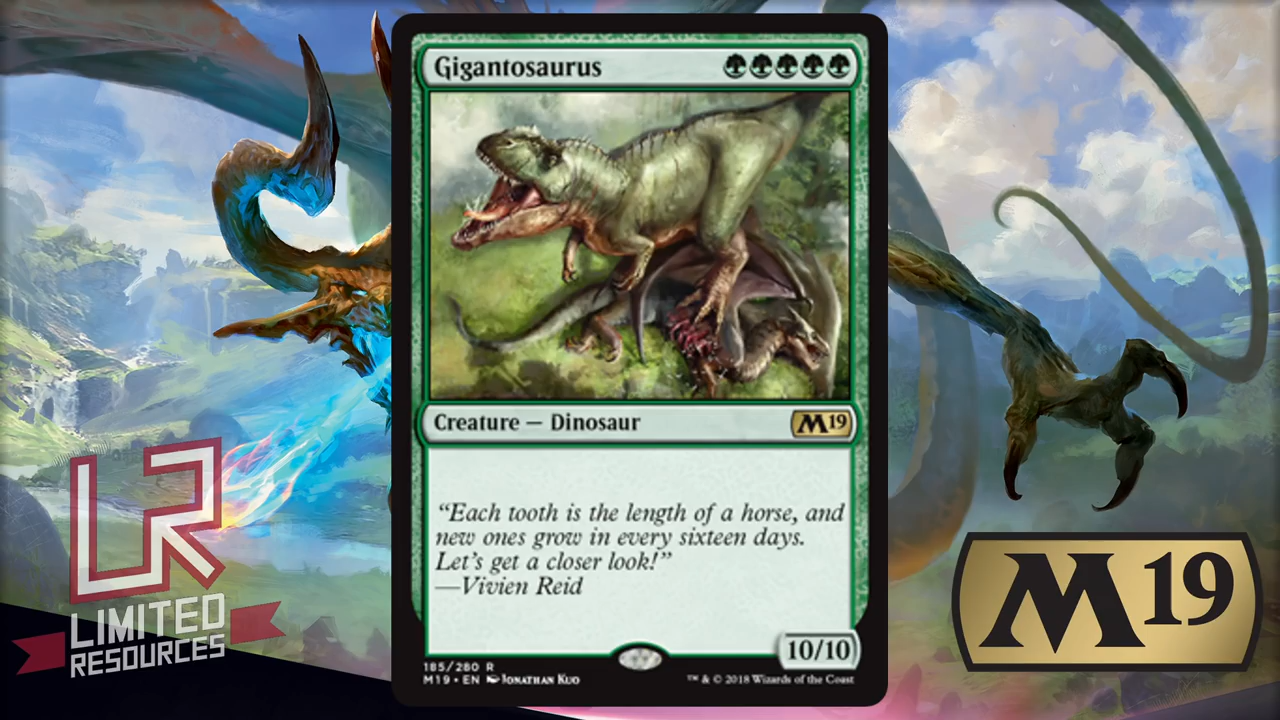 Gigantosaurus
Creature — Dinosaur
M19
“Each tooth is the length of a horse, and
new ones grow in every sixteen days.
Let’s get a closer look!”
—Vivien Reid
10/10
185/280 R
M19 • EN Jonathan Kuo
™ & © 2018 Wizards of the Coast
LR
LIMITED
RESOURCES
M19